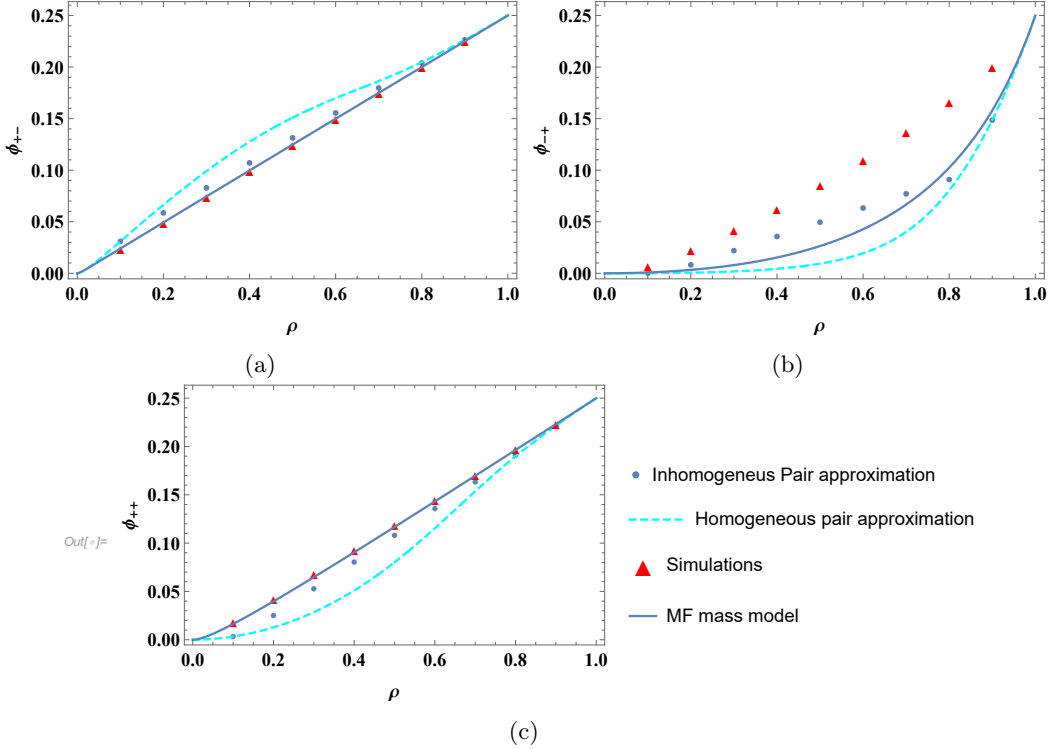 0.25
0.20
0.15
0.10
0.05
0.00
ϕ+-
0.0 0.2 0.4 0.6 0.8 1.0
ρ
(a)
0.25
0.20
0.15
0.10
0.05
0.00
ϕ-+
0.0 0.2 0.4 0.6 0.8 1.0
ρ
(b)
0.25
0.20
0.15
0.10
0.05
0.00
ϕ++
Out[•]=
0.0 0.2 0.4 0.6 0.8 1.0
ρ
Inhomogeneus Pair approximation
Homogeneous pair approximation
Simulations
MF mass model
(c)